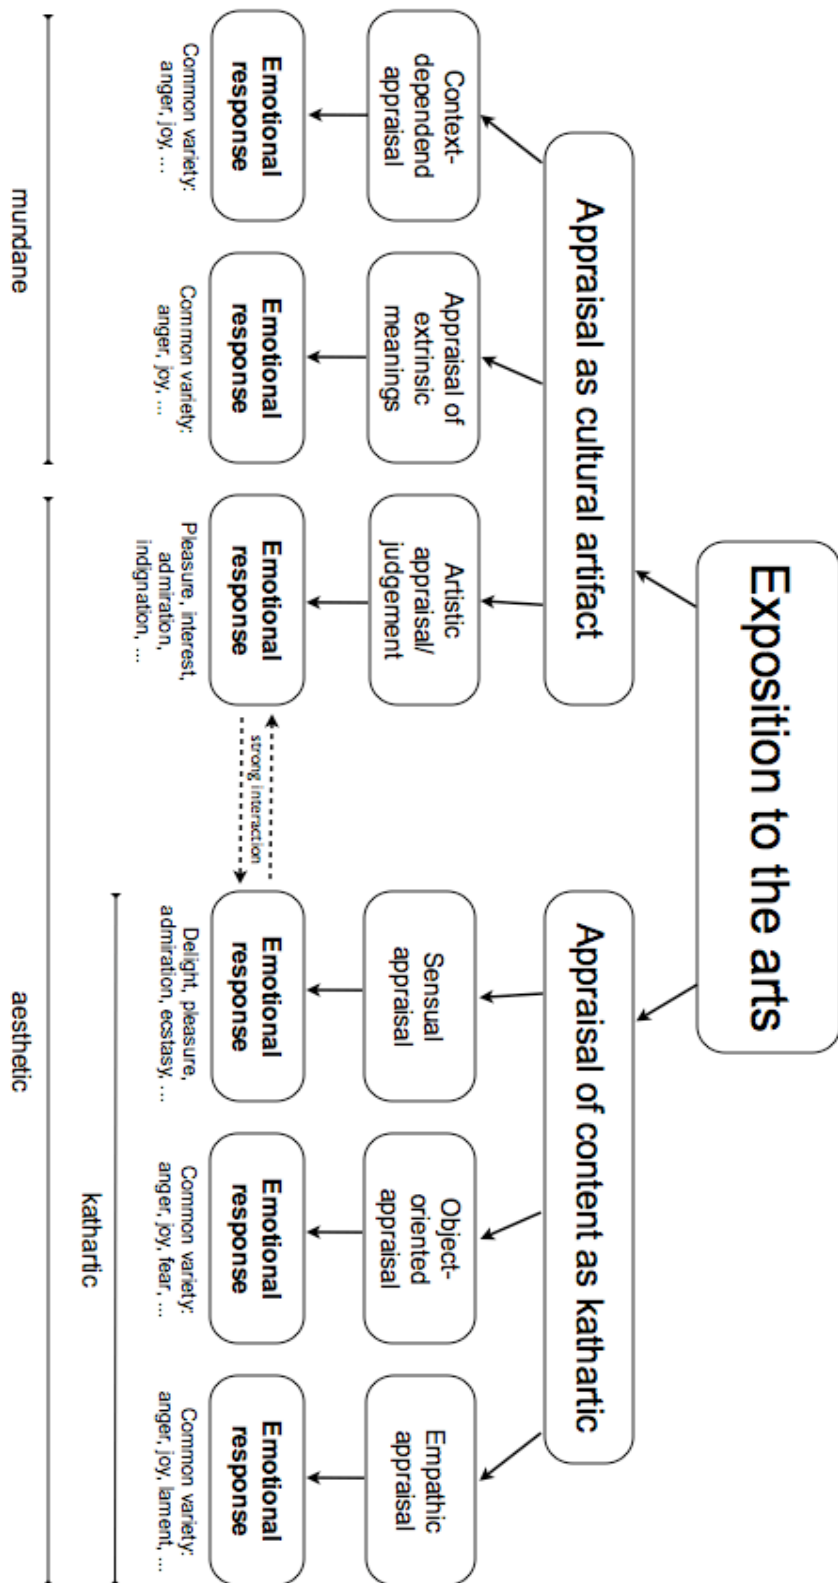 Exposition to the arts
Appraisal as cultural artifact
Appraisal of content as kathartic
Context-
dependend
appraisal
Appraisal of
extrinsic
meanings
Artistic
appraisal/
judgement
Sensual
appraisal
Object-
oriented
appraisal
Empathic
appraisal
Emotional
response
Emotional
response
Emotional
response
strong interaction
Emotional
response
Emotional
response
Emotional
response
Common variety:
anger, joy, ...
Common variety:
anger, joy, ...
Pleasure, interest,
admiration,
indignation, ...
Delight, pleasure,
admiration, ecstasy, ...
Common variety:
anger, joy, fear, ...
Common variety:
anger, joy, lament, ...
kathartic
mundane
aesthetic